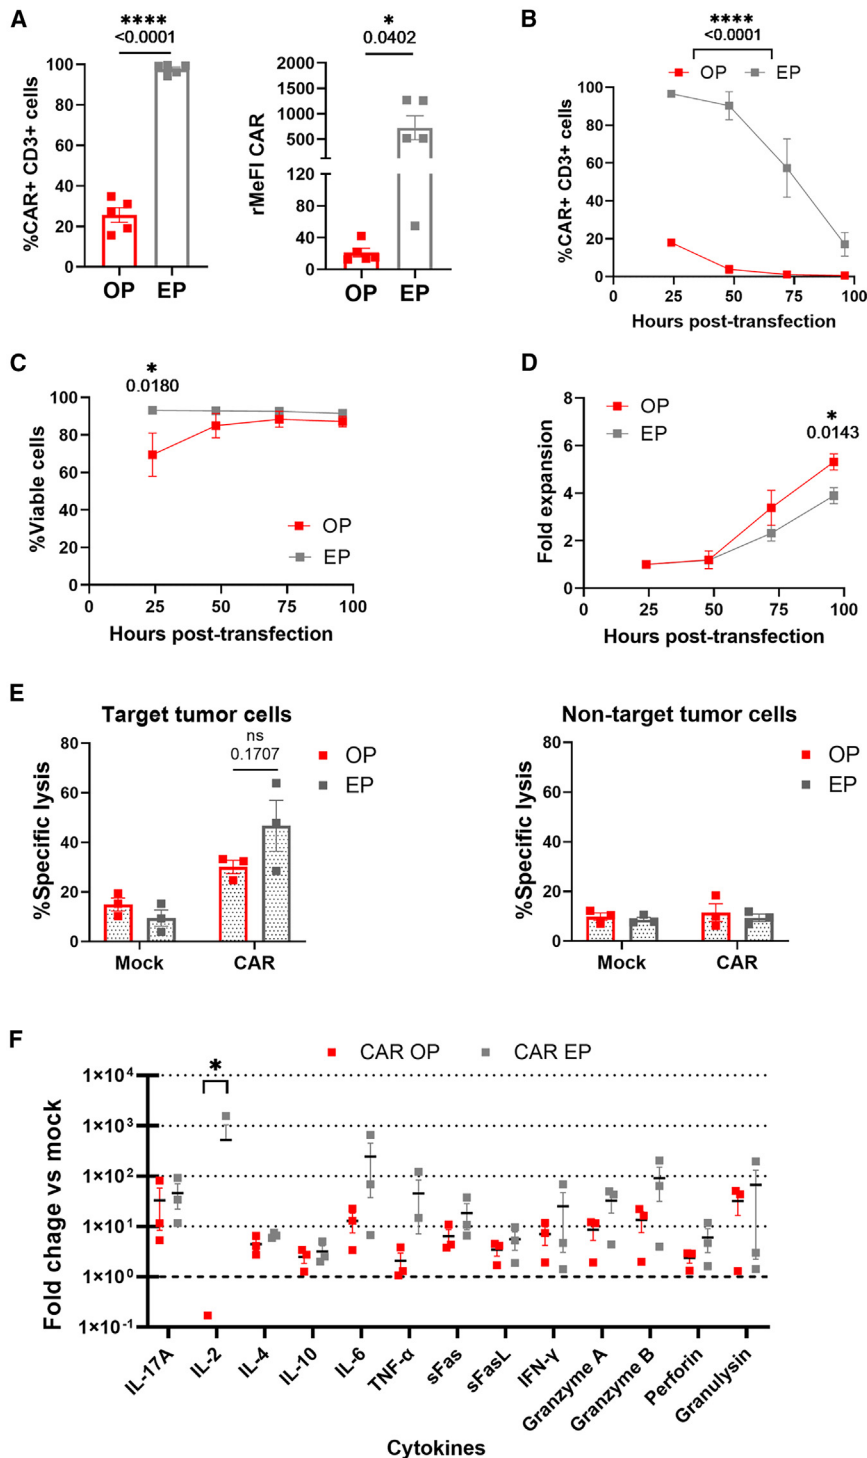 A
****
<0.0001
%CAR+ CD3+ cells
100
80
60
40
20
0
OP EP
*
0.0402
rMeFI CAR
2000
1500
1000
500
120
80
40
0
OP EP
B
****
<0.0001
OP EP
%CAR+ CD3+ cells
100
80
60
40
20
0
0 25 50 75 100
Hours post-transfection
C
*
0.0180
%Viable cells
100
80
60
40
20
0
OP
EP
0 25 50 75 100
Hours post-transfection
D
OP
EP
*
0.0143
Fold expansion
8
6
4
2
0
0 25 50 75 100
Hours post-transfection
E
Target tumor cells
ns
0.1707
OP
EP
%Specific lysis
80
60
40
20
0
Mock CAR
Non-target tumor cells
OP
EP
%Specific lysis
80
60
40
20
0
Mock CAR
F
CAR OP CAR EP
*
Fold chage vs mock
1×10⁴
1×10³
1×10²
1×10¹
1×10⁰
1×10⁻¹
IL-17A
IL-2
IL-4
IL-10
IL-6
TNF-α
sFas
sFasL
IFN-γ
Granzyme A
Granzyme B
Perforin
Granulysin
Cytokines